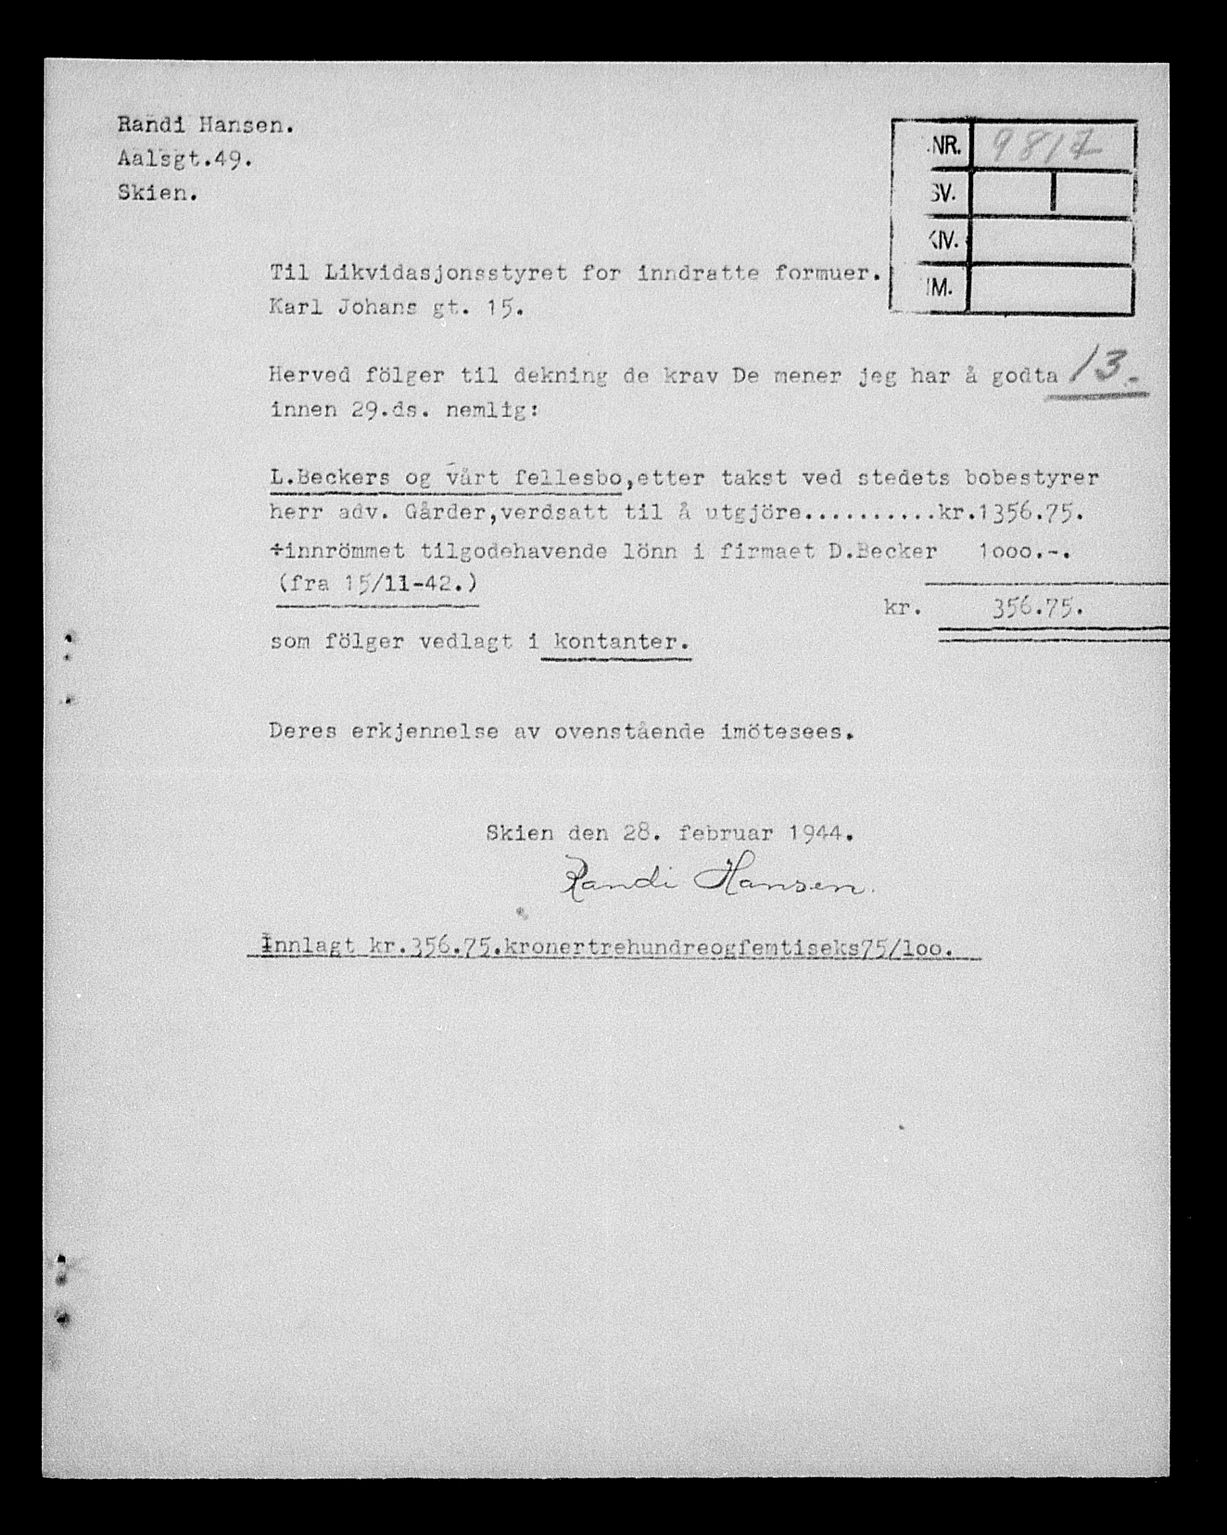 Randi Hansen.
Aalsgt.49.
Skien.
NR. 9817
SV.
KIV.
M.
Til Likvidasjonsstyret for inndratte formuer.
Karl Johans gt. 15.
13.
Herved fölger til dekning de krav De mener jeg har å godta
innen 29.ds. nemlig:
L.Beckers og vårt fellesbo,etter takst ved stedets bobestyrer
herr adv. Gårder,verdsatt til å utgjöre..........kr.1356.75.
÷innrömmet tilgodehavende lönn i firmaet D.Becker 1ooo.-.
(fra 15/11-42.)
kr. 356.75.
som fölger vedlagt i kontanter.
Deres erkjennelse av ovenstående imötesees.
Skien den 28. februar 1944.
Randi Hansen.
Innlagt kr.356.75.kronertrehundreogfemtiseks75/1oo.